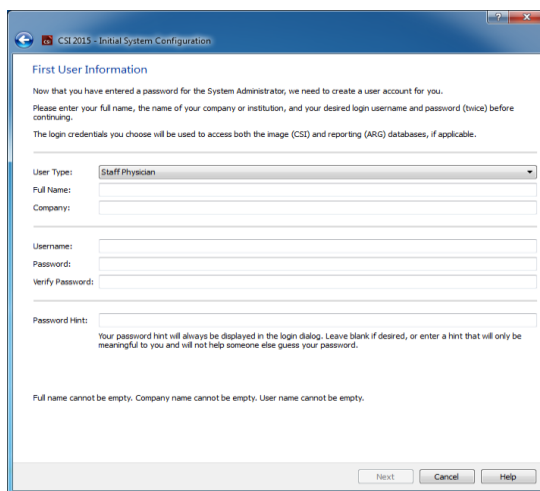 CSI 2015 - Initial System Configuration
First User Information
Now that you have entered a password for the System Administrator, we need to create a user account for you.
Please enter your full name, the name of your company or institution, and your desired login username and password (twice) before
continuing.
The login credentials you choose will be used to access both the image (CSI) and reporting (ARG) databases, if applicable.
User Type: Staff Physician
Full Name:
Company:
Username:
Password:
Verify Password:
Password Hint:
Your password hint will always be displayed in the login dialog. Leave blank if desired, or enter a hint that will only be
meaningful to you and will not help someone else guess your password.
Full name cannot be empty. Company name cannot be empty. User name cannot be empty.
Next Cancel Help